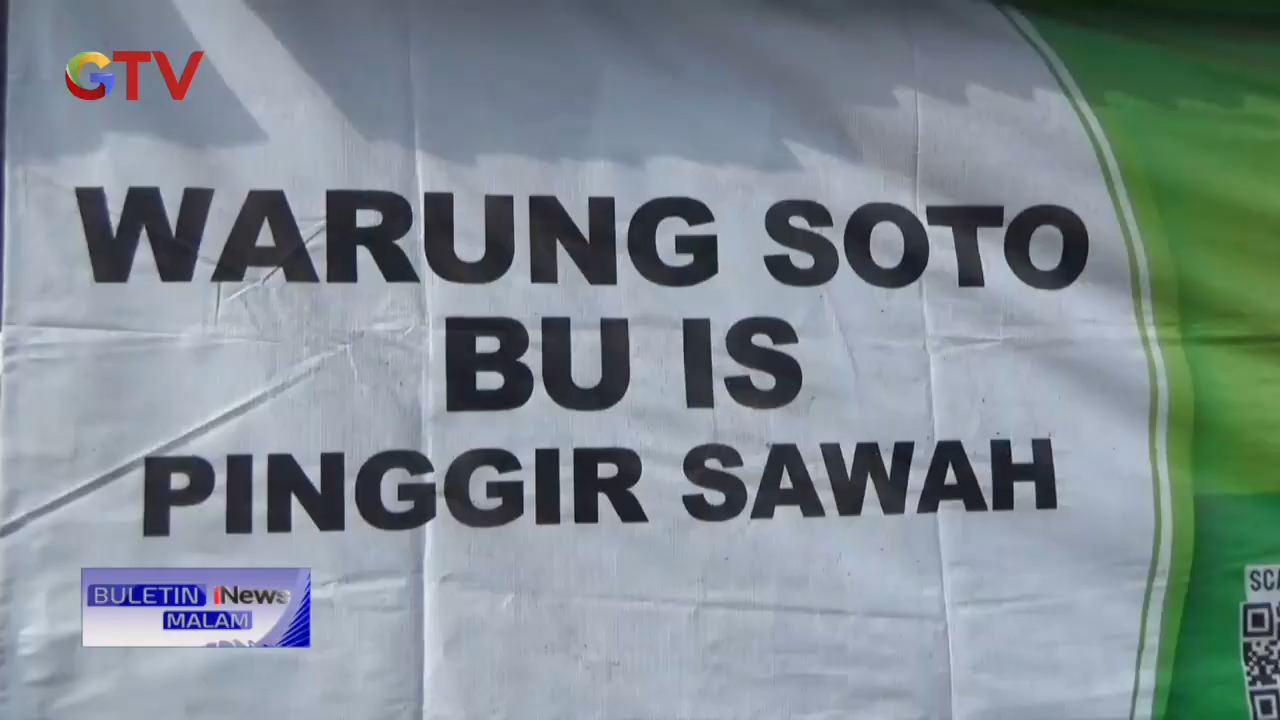 GTV
WARUNG SOTO
BU IS
PINGGIR SAWAH
BULETIN iNews
MALAM